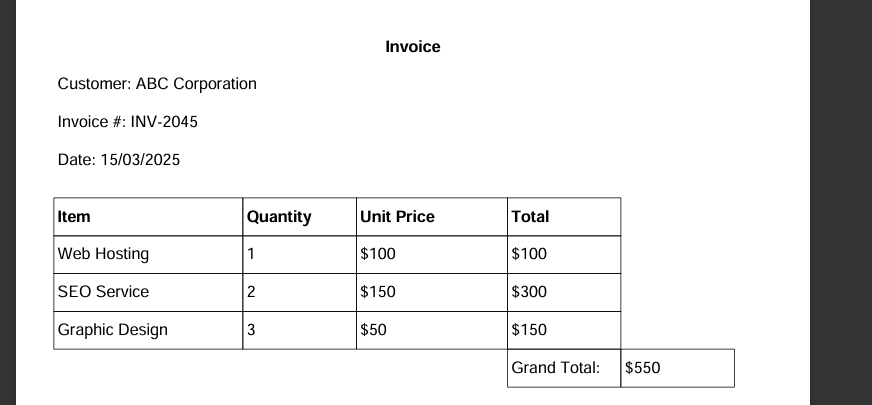 Invoice
Customer: ABC Corporation
Invoice #: INV-2045
Date: 15/03/2025
Item Quantity Unit Price Total
Web Hosting 1 $100 $100
SEO Service 2 $150 $300
Graphic Design 3 $50 $150
Grand Total: $550